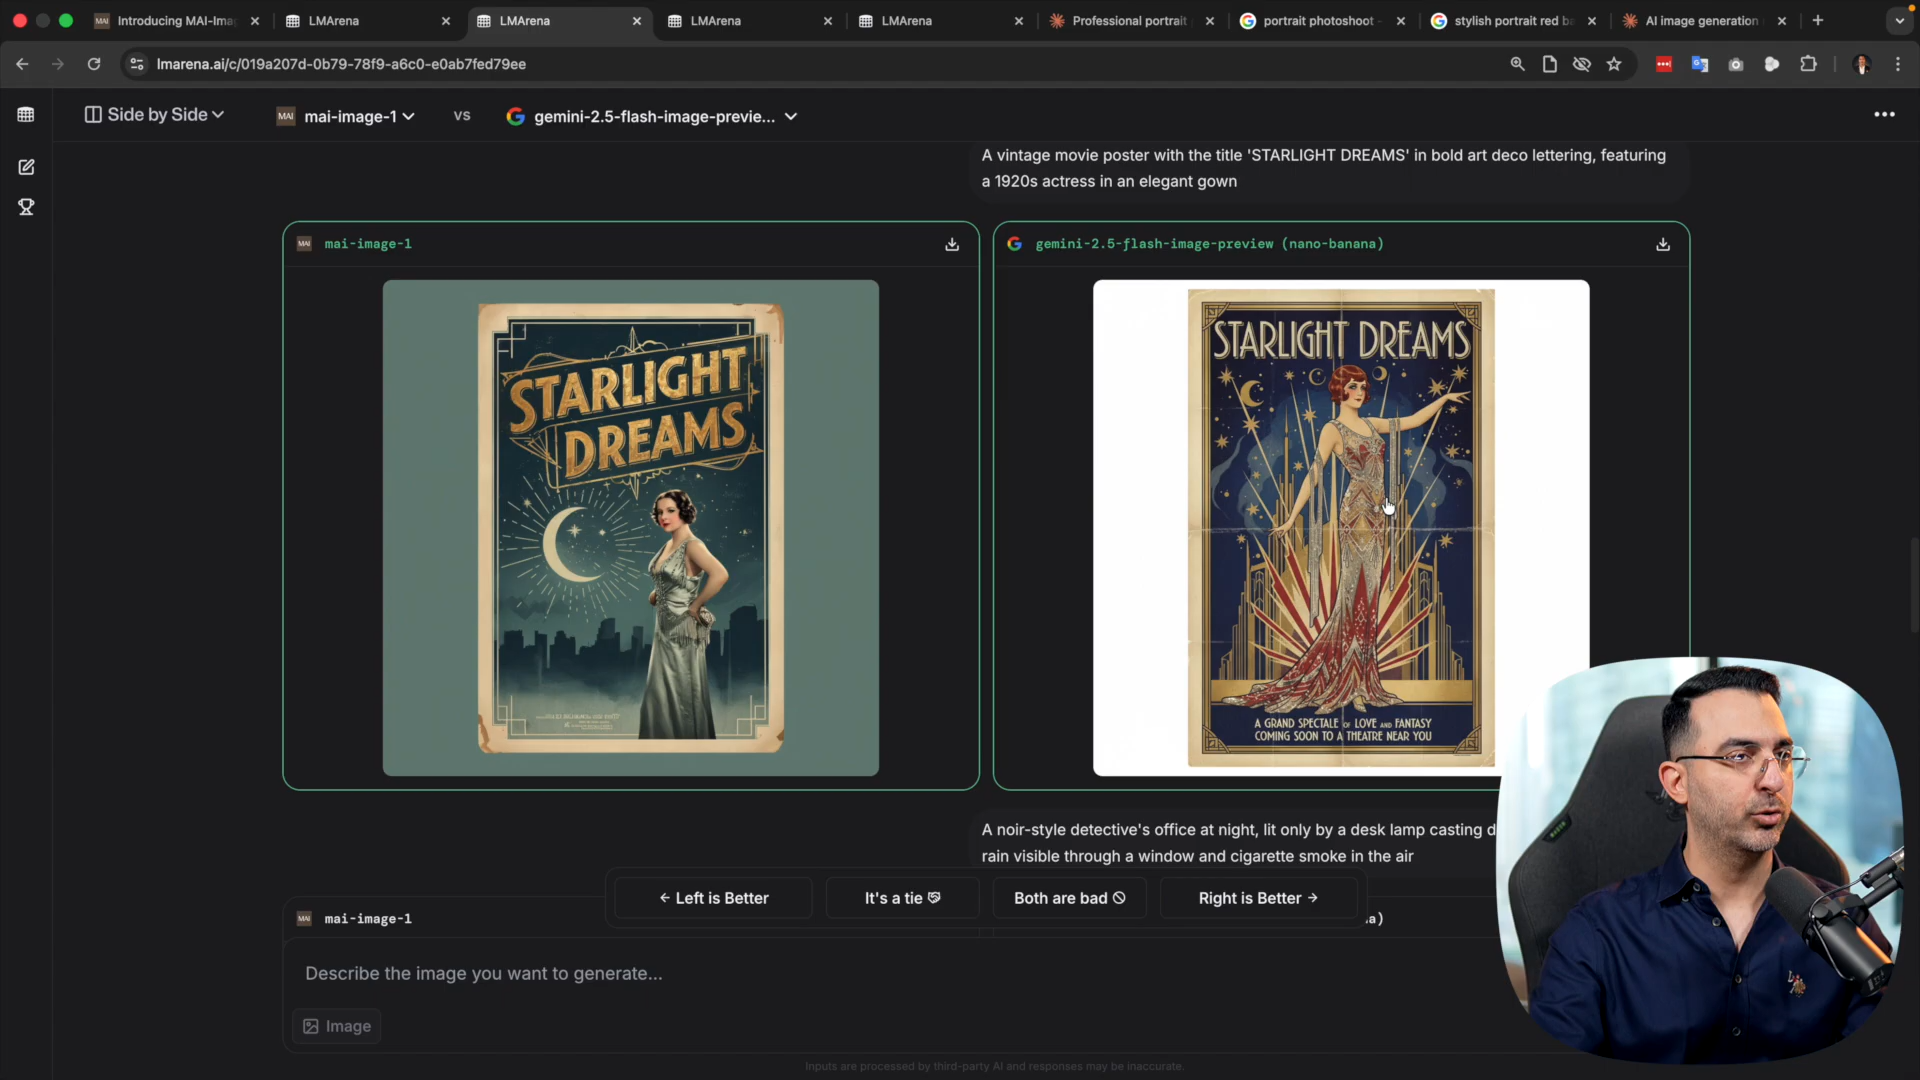 Introducing MAI-Ima
LMArena
LMArena
LMArena
LMArena
Professional portrait
portrait photoshoot -
stylish portrait red ba
AI image generation
lmarena.ai/c/019a207d-0b79-78f9-a6c0-e0ab7fed79ee
Side by Side
MAI
mai-image-1
VS
gemini-2.5-flash-image-previe...
A vintage movie poster with the title 'STARLIGHT DREAMS' in bold art deco lettering, featuring
a 1920s actress in an elegant gown
MAI
mai-image-1
gemini-2.5-flash-image-preview (nano-banana)
STARLIGHT
DREAMS
STARLIGHT DREAMS
A GRAND SPECTALE OF LOVE AND FANTASY
COMING SOON TO A THEATRE NEAR YOU
A noir-style detective's office at night, lit only by a desk lamp casting d
rain visible through a window and cigarette smoke in the air
← Left is Better
It's a tie
Both are bad
Right is Better →
MAI
mai-image-1
a)
Describe the image you want to generate...
Image
Inputs are processed by third-party AI and responses may be inaccurate.